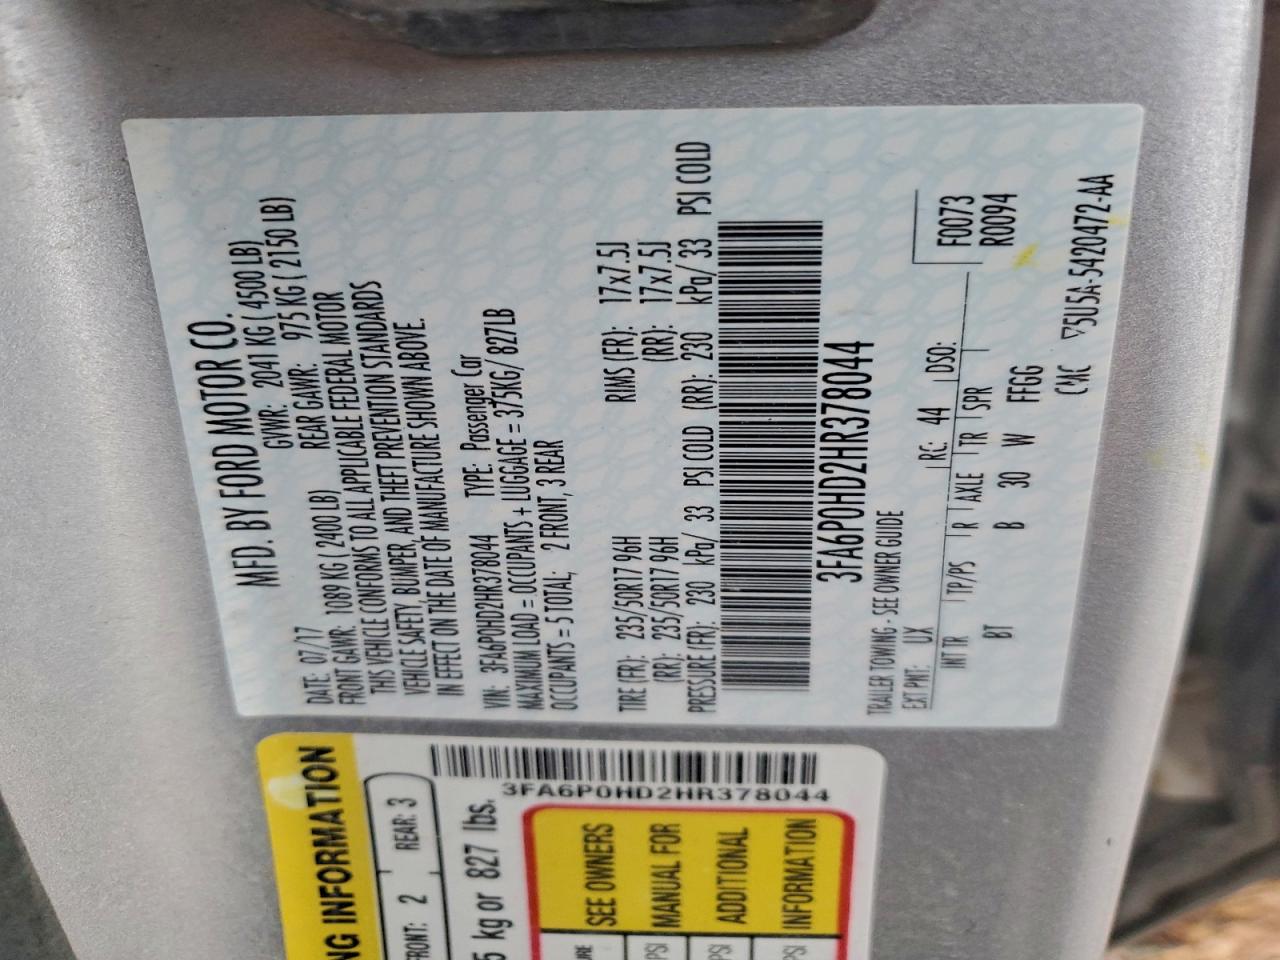 MFD. BY FORD MOTOR CO.
DATE: 07/17 GVWR: 2041 KG ( 4500 LB)
FRONT GAWR: 1089 KG ( 2400 LB) REAR GAWR: 975 KG ( 2150 LB)
THIS VEHICLE CONFORMS TO ALL APPLICABLE FEDERAL MOTOR
VEHICLE SAFETY, BUMPER, AND THEFT PREVENTION STANDARDS
IN EFFECT ON THE DATE OF MANUFACTURE SHOWN ABOVE.
VIN: 3FA6P0HD2HR378044 TYPE: Passenger Car
MAXIMUM LOAD = OCCUPANTS + LUGGAGE = 375KG/ 827LB
OCCUPANTS = 5 TOTAL; 2 FRONT, 3 REAR
TIRE (FR): 235/50R17 96H RIMS (FR): 17x7.5J
(RR): 235/50R17 96H (RR): 17x7.5J
PRESSURE (FR): 230 kPa/ 33 PSI COLD (RR): 230 kPa/ 33 PSI COLD
3FA6P0HD2HR378044
TRAILER TOWING - SEE OWNER GUIDE
EXT PNT: UX RC: 44 DSO: F0073
INT TR TP/PS R AXLE TR SPR R0094
BT B 30 W FFGG
CMC ▽5U5A-5420472-AA
NG INFORMATION
FRONT: 2 REAR: 3
5 kg or 827 lbs.
3FA6P0HD2HR378044
SEE OWNERS
MANUAL FOR
ADDITIONAL
INFORMATION
URE
PSI
PSI
PSI